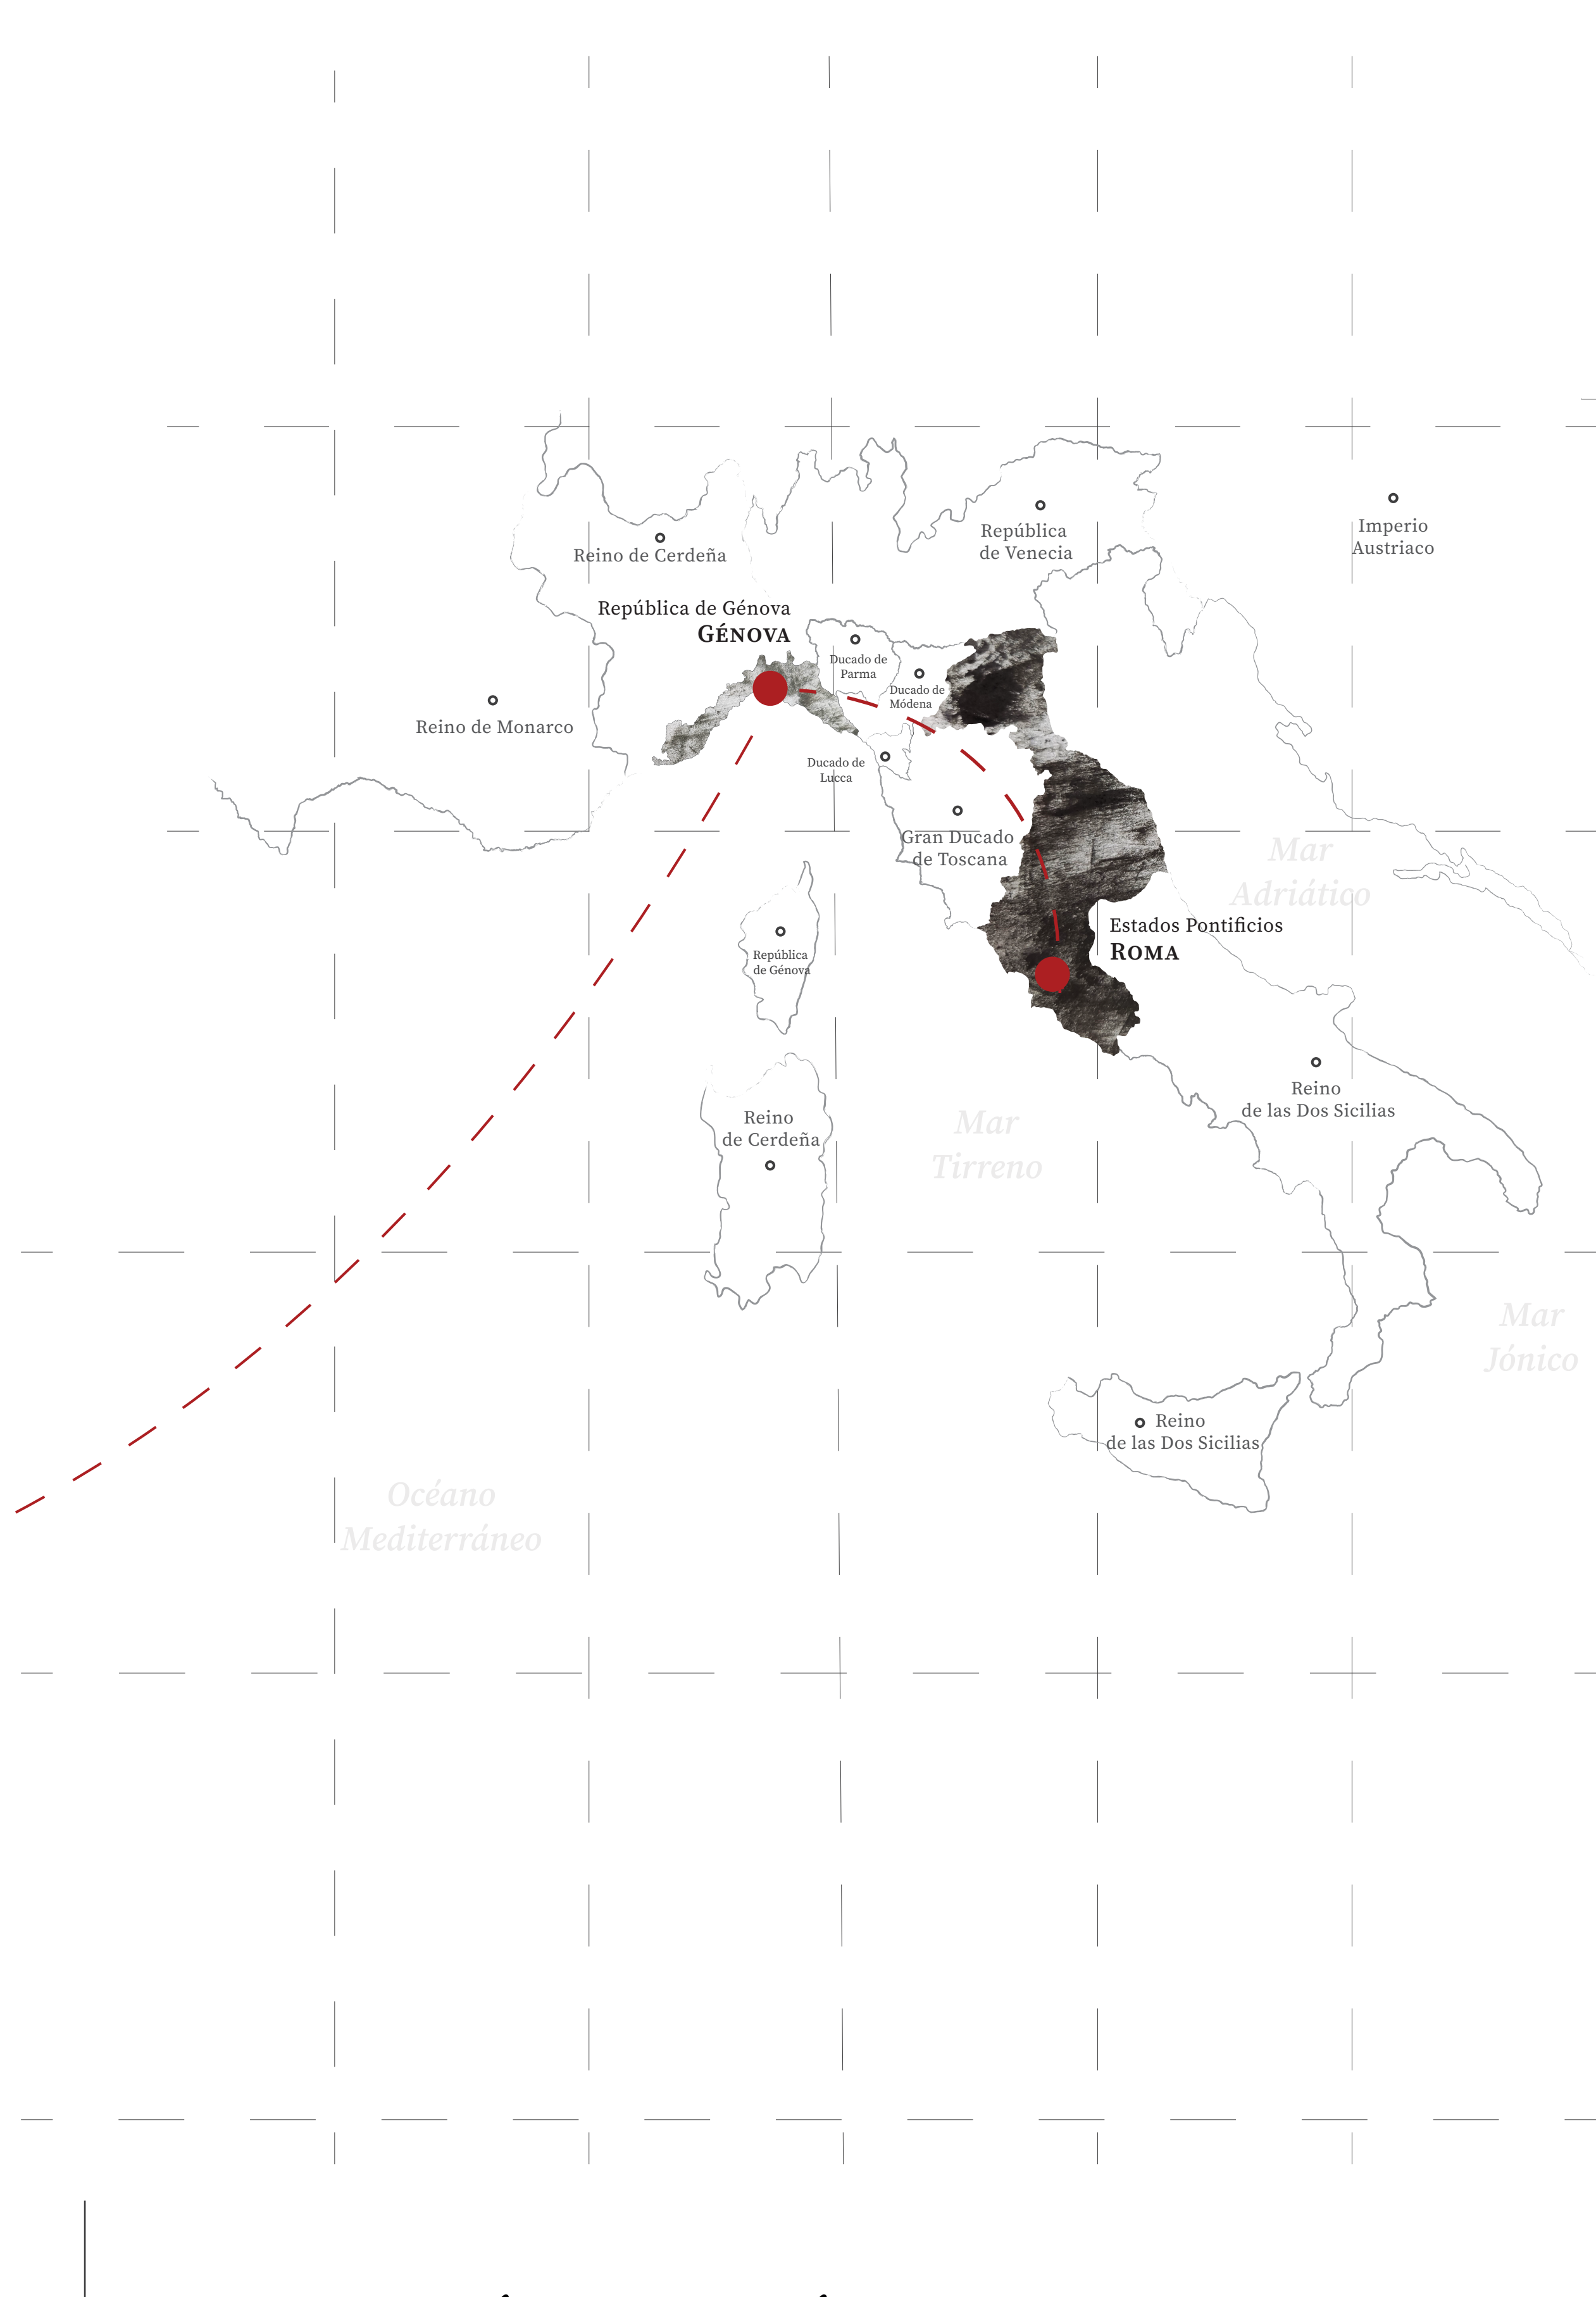 República
de Venecia
Imperio
Austriaco
Reino de Cerdeña
República de Génova
GÉNOVA
Ducado de
Parma
Ducado de
Módena
Reino de Monarco
Ducado de
Lucca
Gran Ducado
de Toscana
Mar
Adriático
Estados Pontificios
ROMA
República
de Génova
Reino
de las Dos Sicilias
Reino
de Cerdeña
Mar
Tirreno
Mar
Jónico
Reino
de las Dos Sicilias
Océano
Mediterráneo